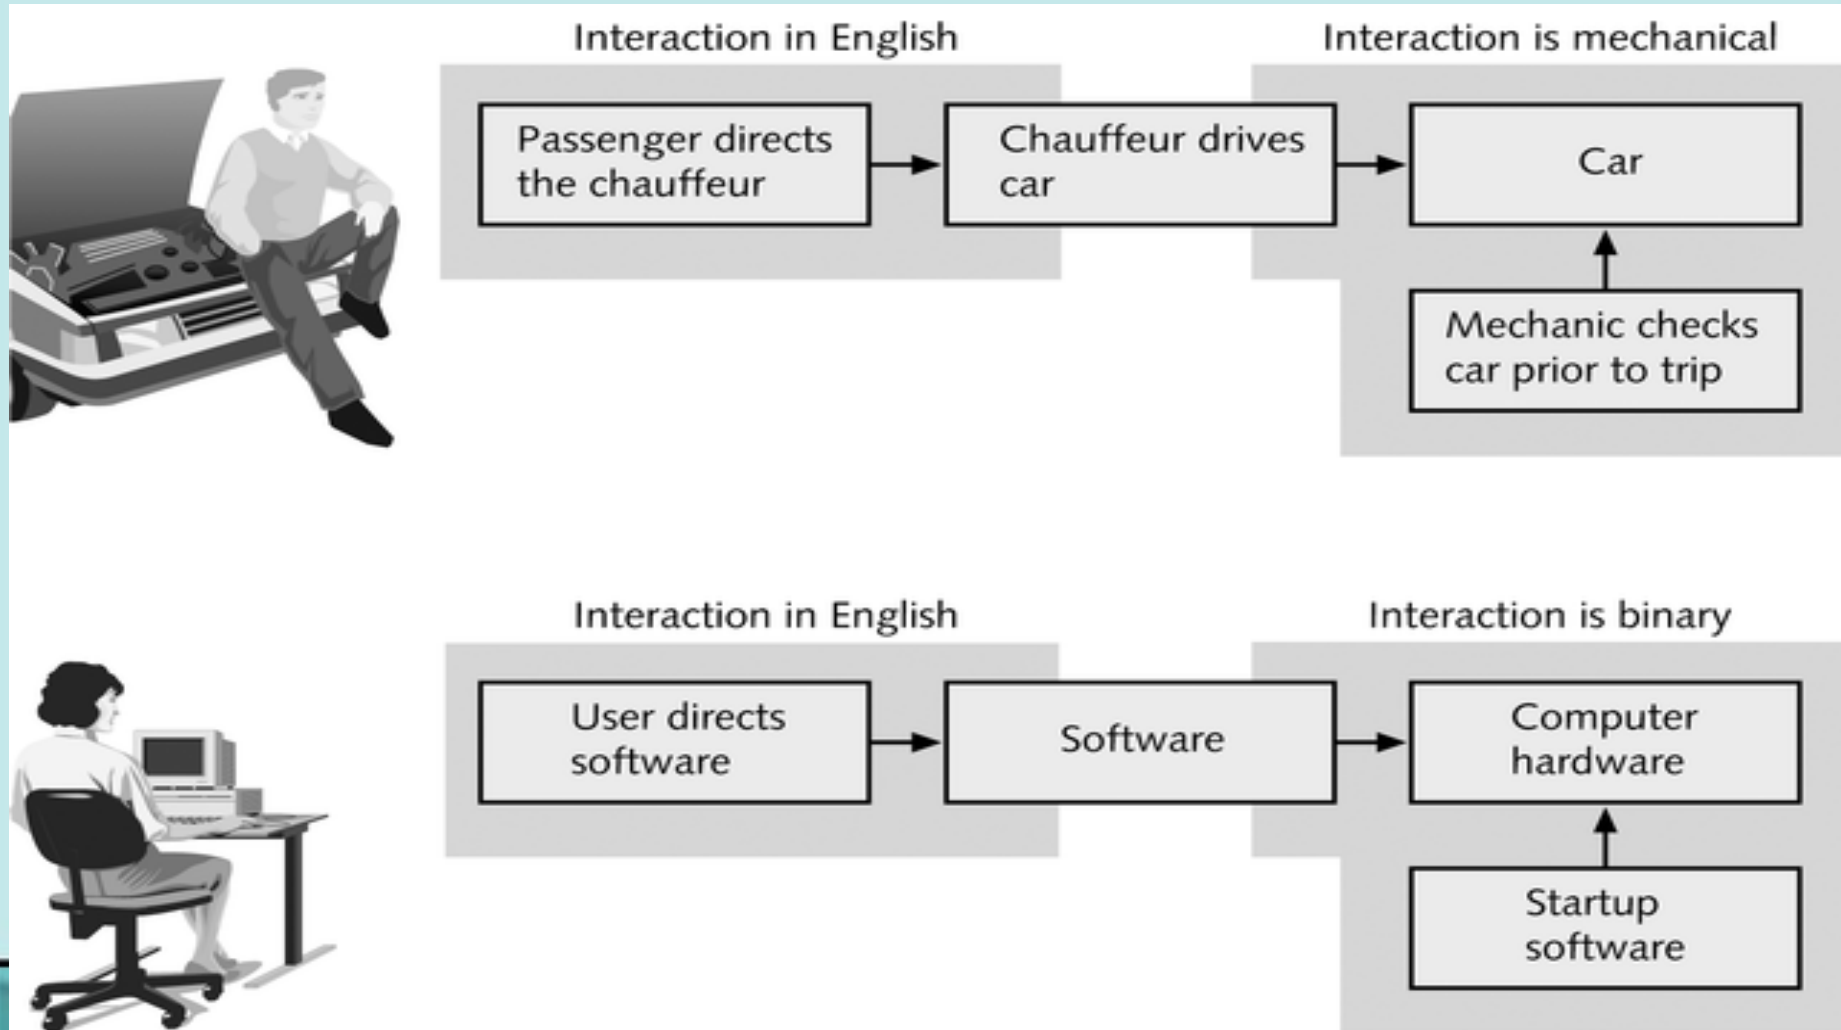 Interaction in English
Interaction is mechanical
Passenger directs
the chauffeur
Chauffeur drives
car
Car
Mechanic checks
car prior to trip
Interaction in English
Interaction is binary
User directs
software
Software
Computer
hardware
Startup
software